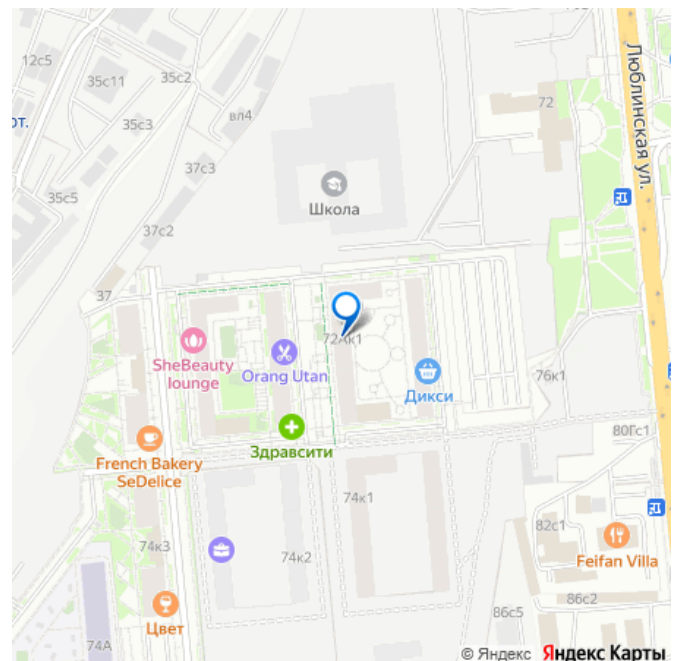 12с5
35с11
35с2
35с3
вл4
от.
37с3
35с5
Школа
72
Люблинская ул.
37с2
37
72Ак1
SheBeauty
lounge
Orang Utan
Дикси
76к1
80Гс1
Здравсити
French Bakery
SeDelice
74к1
82с1
74к3
74к2
Feifan Villa
86с2
86с5
Цвет
74А
© Яндекс Яндекс Карты